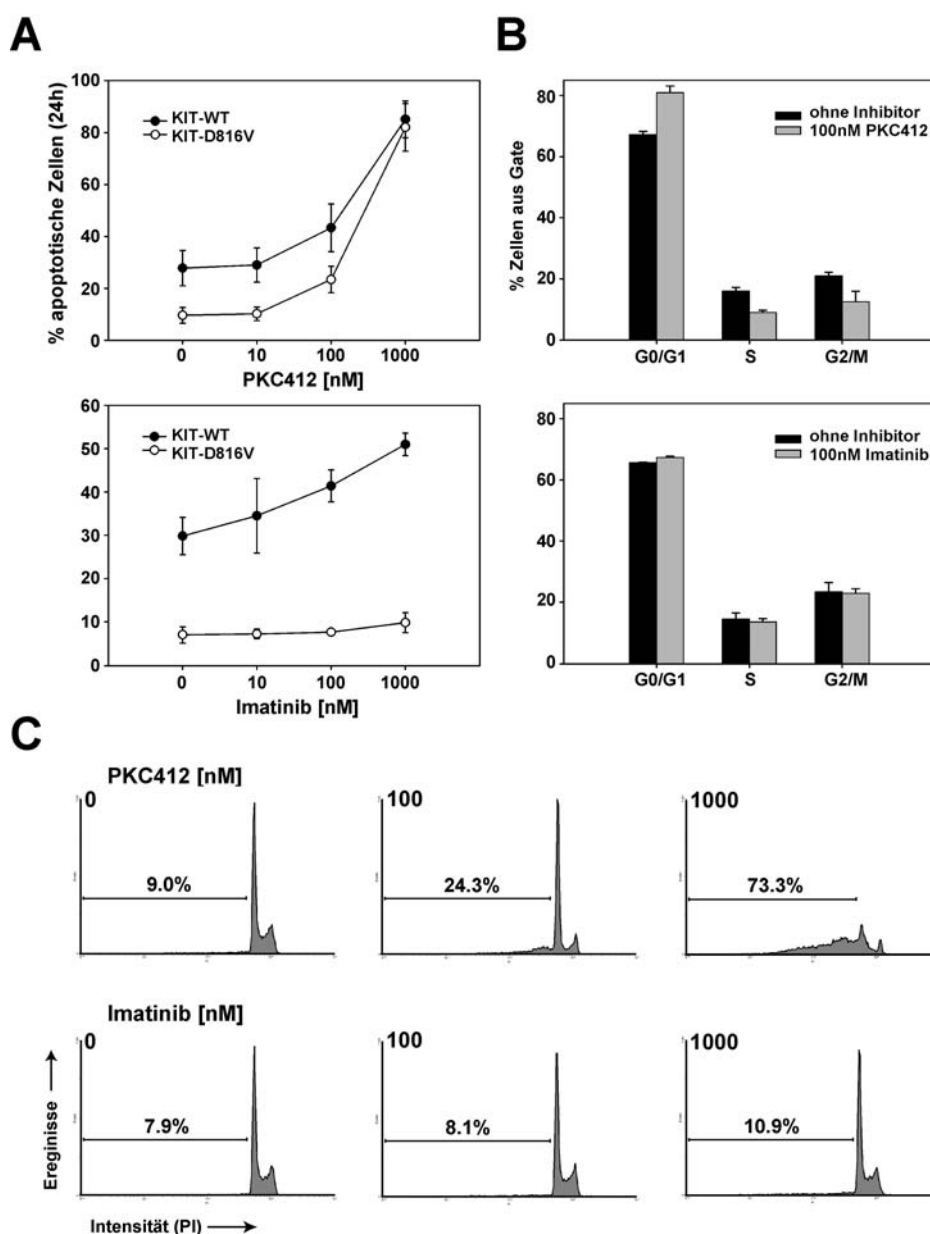 A
B
% apoptotische Zellen (24h)
100
80
60
40
20
0
KIT-WT
KIT-D816V
0 10 100 1000
PKC412 [nM]
% Zellen aus Gate
80
60
40
20
0
ohne Inhibitor
100nM PKC412
G0/G1 S G2/M
60
50
40
30
20
10
0
KIT-WT
KIT-D816V
0 10 100 1000
Imatinib [nM]
80
60
40
20
0
ohne Inhibitor
100nM Imatinib
G0/G1 S G2/M
C
PKC412 [nM]
0
9.0%
100
24.3%
1000
73.3%
Imatinib [nM]
0
7.9%
100
8.1%
1000
10.9%
Ereginisse
Intensität (PI)